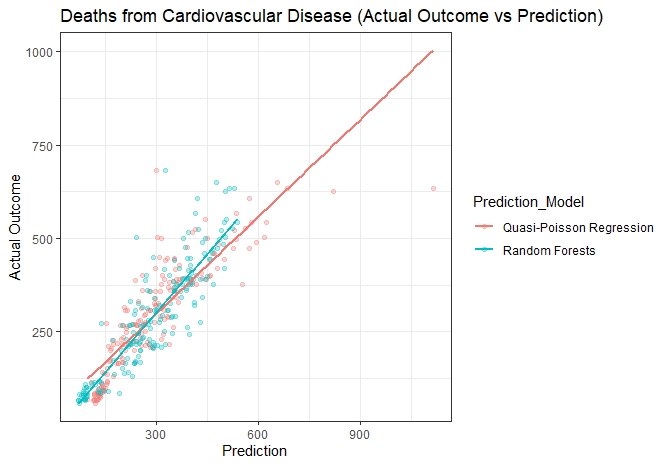 Deaths from Cardiovascular Disease (Actual Outcome vs Prediction)
1000
750
500
250
Actual Outcome
300 600 900
Prediction
Prediction_Model
Quasi-Poisson Regression
Random Forests